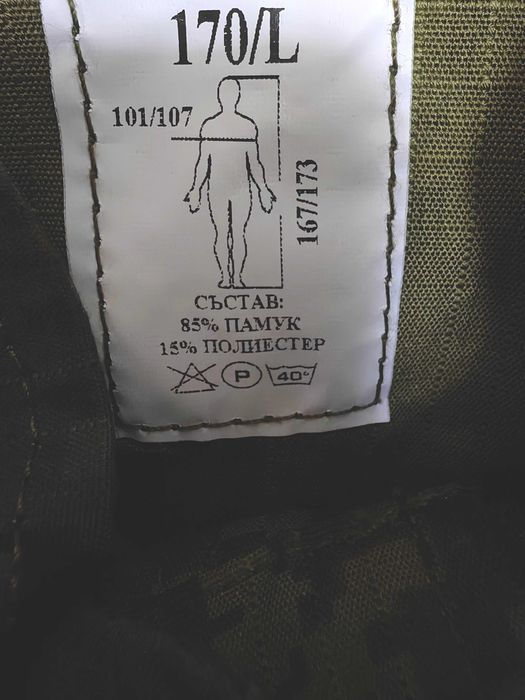 170/L
101/107
167/173
СЪСТАВ:
85% ПАМУК
15% ПОЛИЕСТЕР
P 40°